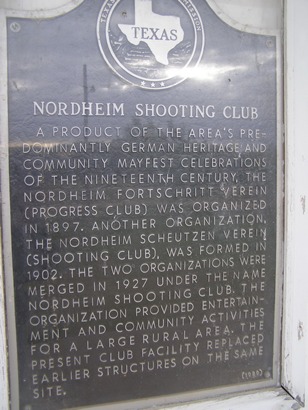 TEXAS
NORDHEIM SHOOTING CLUB
A PRODUCT OF THE AREA'S PRE-
DOMINANTLY GERMAN HERITAGE AND
COMMUNITY MAYFEST CELEBRATIONS
OF THE NINETEENTH CENTURY, THE
NORDHEIM FORTSCHRITT VEREIN
(PROGRESS CLUB) WAS ORGANIZED
IN 1897. ANOTHER ORGANIZATION,
THE NORDHEIM SCHEUTZEN VEREIN
(SHOOTING CLUB), WAS FORMED IN
1902. THE TWO ORGANIZATIONS WERE
MERGED IN 1927 UNDER THE NAME
NORDHEIM SHOOTING CLUB. THE
ORGANIZATION PROVIDED ENTERTAIN-
MENT AND COMMUNITY ACTIVITIES
FOR A LARGE RURAL AREA. THE
PRESENT CLUB FACILITY REPLACED
EARLIER STRUCTURES ON THE SAME
SITE.